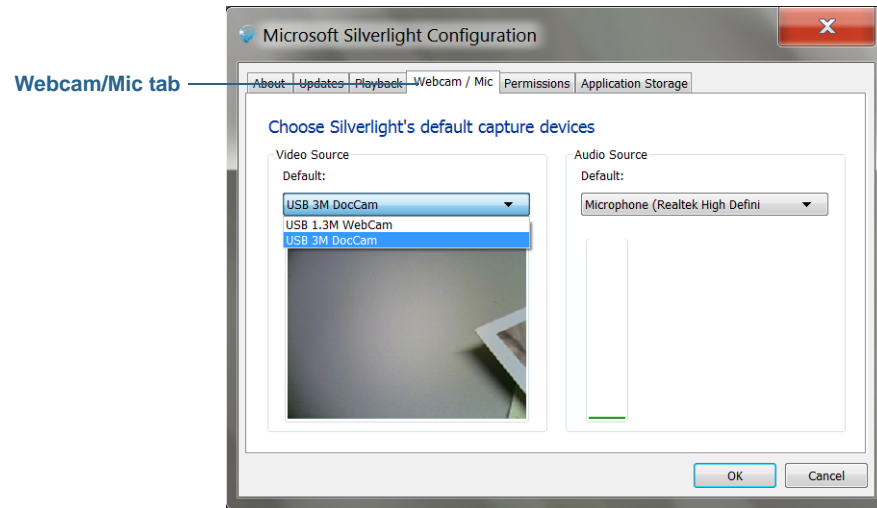 Microsoft Silverlight Configuration
X
Webcam/Mic tab
About Updates Playback Webcam / Mic Permissions Application Storage
Choose Silverlight's default capture devices
Video Source
Default:
USB 3M DocCam
USB 1.3M WebCam
USB 3M DocCam
Audio Source
Default:
Microphone (Realtek High Defini
OK Cancel